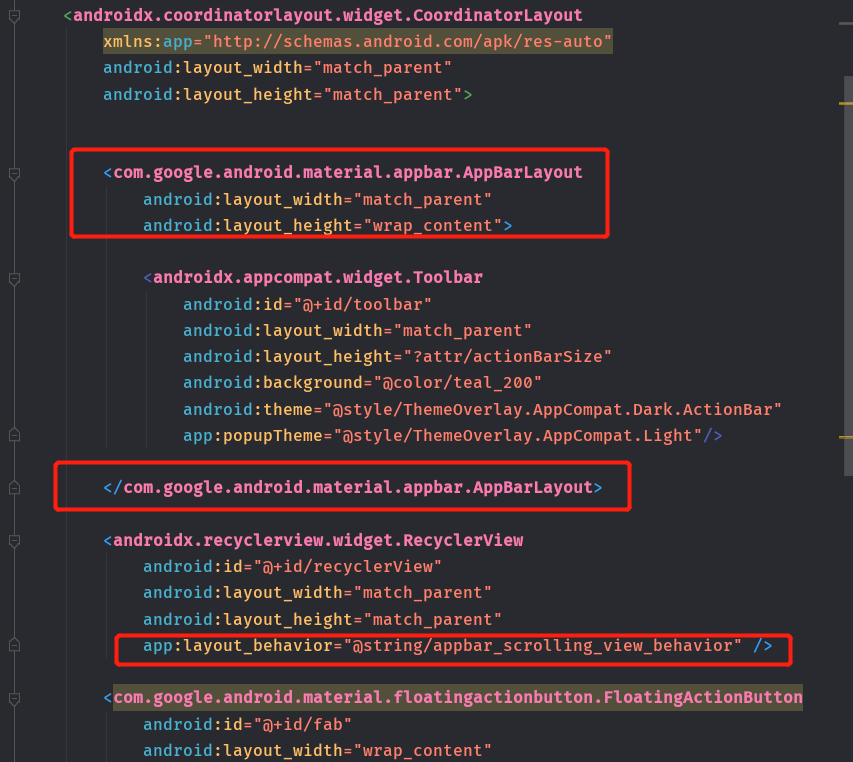 <androidx.coordinatorlayout.widget.CoordinatorLayout
xmlns:app="http://schemas.android.com/apk/res-auto"
android:layout_width="match_parent"
android:layout_height="match_parent">
<com.google.android.material.appbar.AppBarLayout
android:layout_width="match_parent"
android:layout_height="wrap_content">
<androidx.appcompat.widget.Toolbar
android:id="@+id/toolbar"
android:layout_width="match_parent"
android:layout_height="?attr/actionBarSize"
android:background="@color/teal_200"
android:theme="@style/ThemeOverlay.AppCompat.Dark.ActionBar"
app:popupTheme="@style/ThemeOverlay.AppCompat.Light"/>
</com.google.android.material.appbar.AppBarLayout>
<androidx.recyclerview.widget.RecyclerView
android:id="@+id/recyclerView"
android:layout_width="match_parent"
android:layout_height="match_parent"
app:layout_behavior="@string/appbar_scrolling_view_behavior" />
<com.google.android.material.floatingactionbutton.FloatingActionButton
android:id="@+id/fab"
android:layout_width="wrap_content"